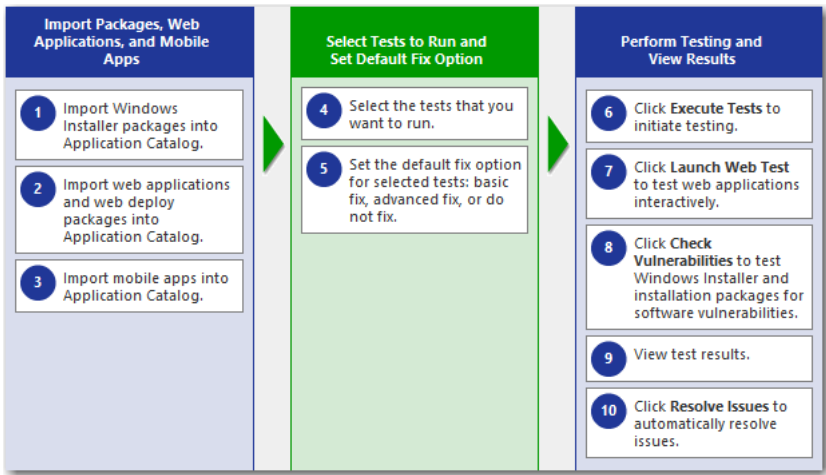 Import Packages, Web
Applications, and Mobile
Apps
1
Import Windows
Installer packages into
Application Catalog.
2
Import web applications
and web deploy
packages into
Application Catalog.
3
Import mobile apps into
Application Catalog.
Select Tests to Run and
Set Default Fix Option
4
Select the tests that you
want to run.
5
Set the default fix option
for selected tests: basic
fix, advanced fix, or do
not fix.
Perform Testing and
View Results
6
Click Execute Tests to
initiate testing.
7
Click Launch Web Test
to test web applications
interactively.
8
Click Check
Vulnerabilities to test
Windows Installer and
installation packages for
software vulnerabilities.
9
View test results.
10
Click Resolve Issues to
automatically resolve
issues.